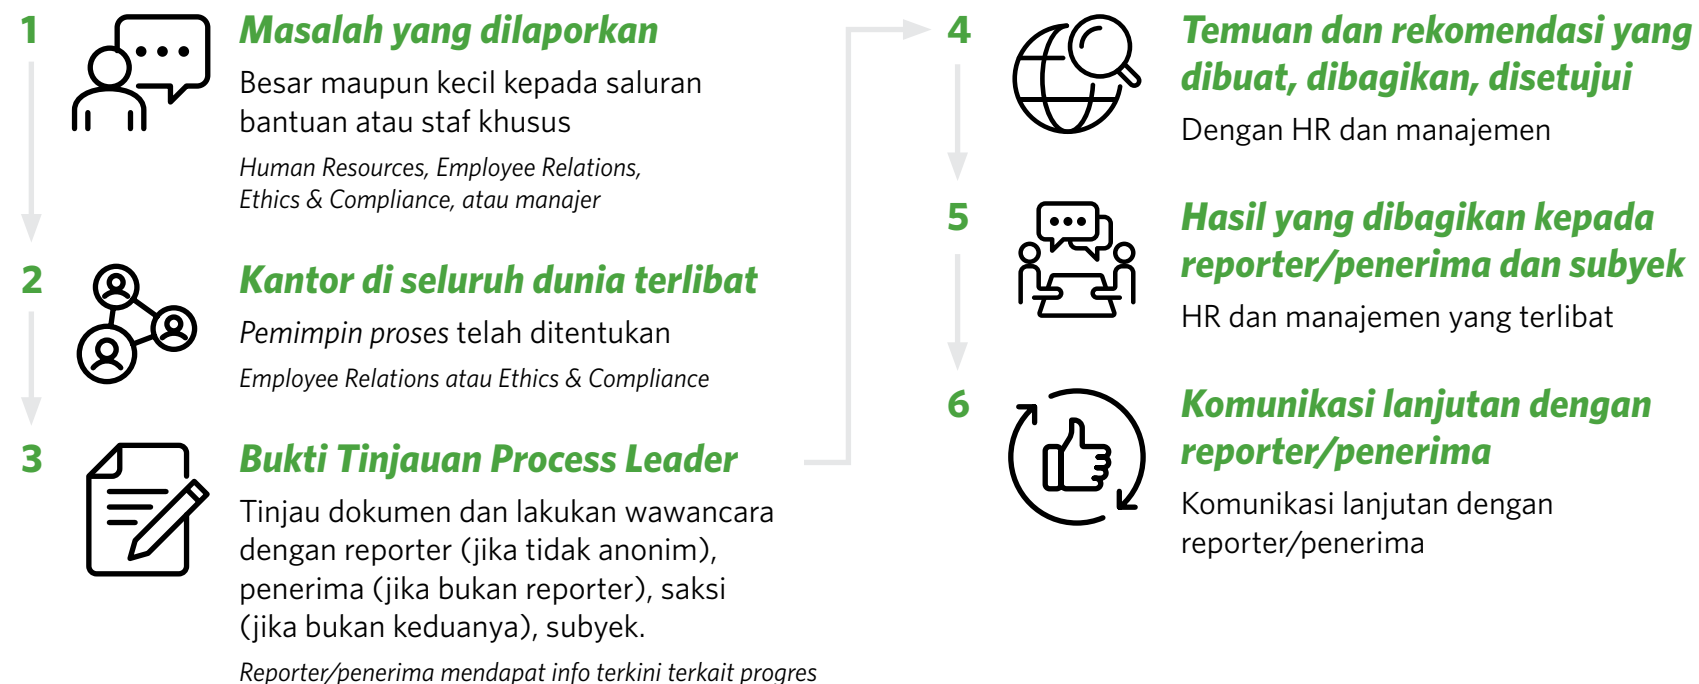 1
Masalah yang dilaporkan
Besar maupun kecil kepada saluran
bantuan atau staf khusus
Human Resources, Employee Relations,
Ethics & Compliance, atau manajer
2
Kantor di seluruh dunia terlibat
Pemimpin proses telah ditentukan
Employee Relations atau Ethics & Compliance
3
Bukti Tinjauan Process Leader
Tinjau dokumen dan lakukan wawancara
dengan reporter (jika tidak anonim),
penerima (jika bukan reporter), saksi
(jika bukan keduanya), subyek.
Reporter/penerima mendapat info terkini terkait progres
4
Temuan dan rekomendasi yang
dibuat, dibagikan, disetujui
Dengan HR dan manajemen
5
Hasil yang dibagikan kepada
reporter/penerima dan subyek
HR dan manajemen yang terlibat
6
Komunikasi lanjutan dengan
reporter/penerima
Komunikasi lanjutan dengan
reporter/penerima